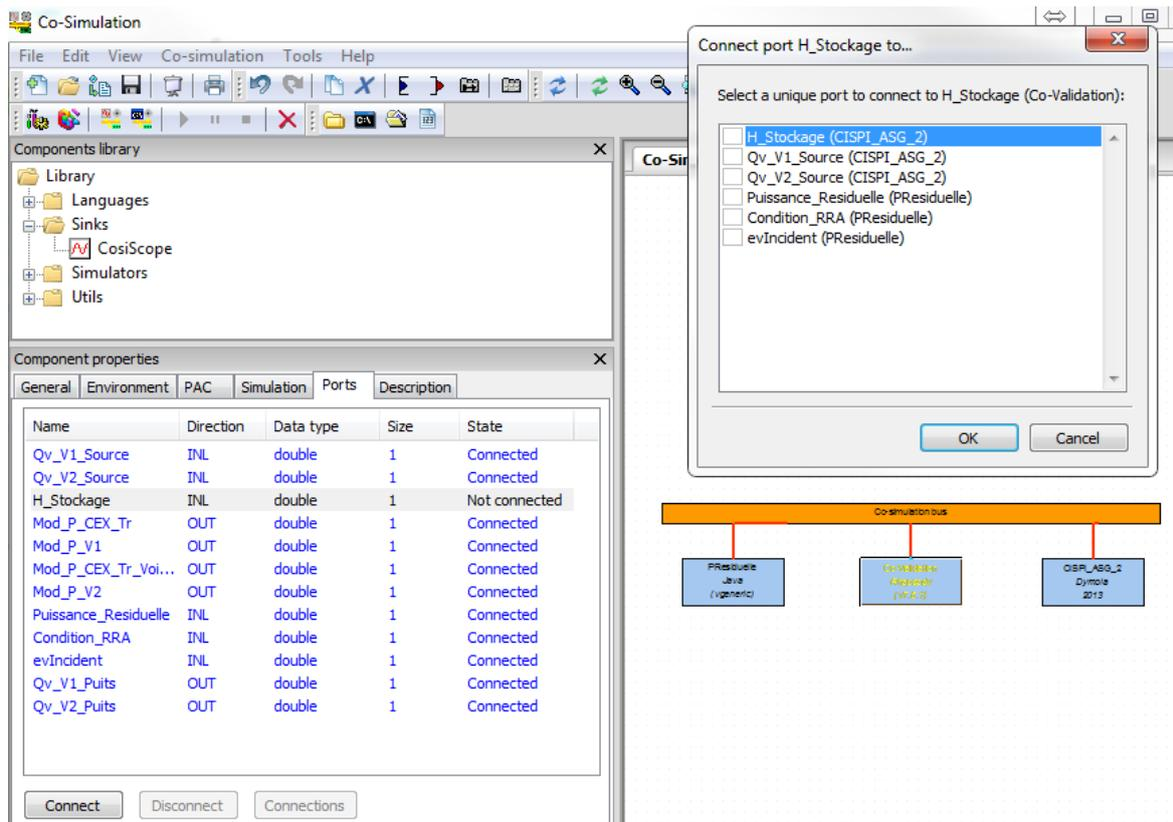 Co-Simulation
File Edit View Co-simulation Tools Help
Components library
Library
Languages
Sinks
CosiScope
Simulators
Utils
Component properties
General Environment PAC Simulation Ports Description
Name Direction Data type Size State
Qv_V1_Source INL double 1 Connected
Qv_V2_Source INL double 1 Connected
H_Stockage INL double 1 Not connected
Mod_P_CEX_Tr OUT double 1 Connected
Mod_P_V1 OUT double 1 Connected
Mod_P_CEX_Tr_Voi... OUT double 1 Connected
Mod_P_V2 OUT double 1 Connected
Puissance_Residuelle INL double 1 Connected
Condition_RRA INL double 1 Connected
evIncident INL double 1 Connected
Qv_V1_Puits OUT double 1 Connected
Qv_V2_Puits OUT double 1 Connected
Connect Disconnect Connections
Co-Sir
Connect port H_Stockage to...
Select a unique port to connect to H_Stockage (Co-Validation):
H_Stockage (CISPI_ASG_2)
Qv_V1_Source (CISPI_ASG_2)
Qv_V2_Source (CISPI_ASG_2)
Puissance_Residuelle (PResiduelle)
Condition_RRA (PResiduelle)
evIncident (PResiduelle)
OK Cancel
Co-simulation bus
PResiduelle
Java
(vgeneric)
Co-Validation
CISPI_ASG_2
Dymola
2013